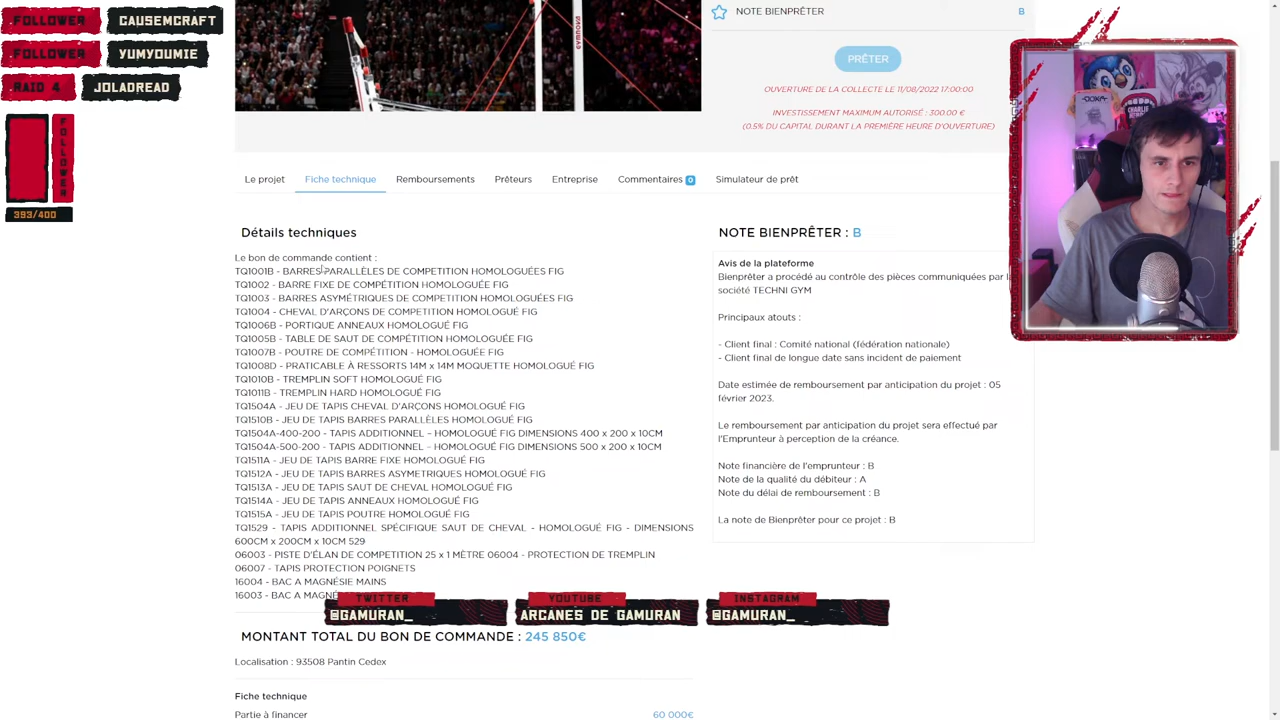 FOLLOWER CAUSEMCRAFT
FOLLOWER YUMYOUMIE
RAID 4 JOLADREAD
FOLLOWER
393/400
GYMNOVA
NOTE BIENPRÊTER B
PRÊTER
OUVERTURE DE LA COLLECTE LE 11/08/2022 17:00:00
INVESTISSEMENT MAXIMUM AUTORISÉ : 300.00 €
(0.5% DU CAPITAL DURANT LA PREMIÈRE HEURE D'OUVERTURE)
Le projet Fiche technique Remboursements Prêteurs Entreprise Commentaires 0 Simulateur de prêt
Détails techniques
Le bon de commande contient :
TQ1001B - BARRES PARALLÈLES DE COMPETITION HOMOLOGUÉES FIG
TQ1002 - BARRE FIXE DE COMPÉTITION HOMOLOGUÉE FIG
TQ1003 - BARRES ASYMÉTRIQUES DE COMPETITION HOMOLOGUÉES FIG
TQ1004 - CHEVAL D'ARÇONS DE COMPETITION HOMOLOGUÉ FIG
TQ1006B - PORTIQUE ANNEAUX HOMOLOGUÉ FIG
TQ1005B - TABLE DE SAUT DE COMPÉTITION HOMOLOGUÉE FIG
TQ1007B - POUTRE DE COMPÉTITION - HOMOLOGUÉE FIG
TQ1008D - PRATICABLE À RESSORTS 14M x 14M MOQUETTE HOMOLOGUÉ FIG
TQ1010B - TREMPLIN SOFT HOMOLOGUÉ FIG
TQ1011B - TREMPLIN HARD HOMOLOGUÉ FIG
TQ1504A - JEU DE TAPIS CHEVAL D'ARÇONS HOMOLOGUÉ FIG
TQ1510B - JEU DE TAPIS BARRES PARALLÈLES HOMOLOGUÉ FIG
TQ1504A-400-200 - TAPIS ADDITIONNEL – HOMOLOGUÉ FIG DIMENSIONS 400 x 200 x 10CM
TQ1504A-500-200 - TAPIS ADDITIONNEL – HOMOLOGUÉ FIG DIMENSIONS 500 x 200 x 10CM
TQ1511A - JEU DE TAPIS BARRE FIXE HOMOLOGUÉ FIG
TQ1512A - JEU DE TAPIS BARRES ASYMETRIQUES HOMOLOGUÉ FIG
TQ1513A - JEU DE TAPIS SAUT DE CHEVAL HOMOLOGUÉ FIG
TQ1514A - JEU DE TAPIS ANNEAUX HOMOLOGUÉ FIG
TQ1515A - JEU DE TAPIS POUTRE HOMOLOGUÉ FIG
TQ1529 - TAPIS ADDITIONNEL SPÉCIFIQUE SAUT DE CHEVAL - HOMOLOGUÉ FIG - DIMENSIONS
600CM x 200CM x 10CM 529
06003 - PISTE D'ÉLAN DE COMPETITION 25 x 1 MÈTRE 06004 - PROTECTION DE TREMPLIN
06007 - TAPIS PROTECTION POIGNETS
16004 - BAC A MAGNÉSIE MAINS
16003 - BAC A MAGNÉ
MONTANT TOTAL DU BON DE COMMANDE : 245 850€
Localisation : 93508 Pantin Cedex
Fiche technique
Partie à financer 60 000€
NOTE BIENPRÊTER : B
Avis de la plateforme
Bienprêter a procédé au contrôle des pièces communiquées par l
société TECHNI GYM
Principaux atouts :
- Client final : Comité national (fédération nationale)
- Client final de longue date sans incident de paiement
Date estimée de remboursement par anticipation du projet : 05
février 2023.
Le remboursement par anticipation du projet sera effectué par
l'Emprunteur à perception de la créance.
Note financière de l'emprunteur : B
Note de la qualité du débiteur : A
Note du délai de remboursement : B
La note de Bienprêter pour ce projet : B
TWITTER
@GAMURAN_
YOUTUBE
ARCANES DE GAMURAN
INSTAGRAM
@GAMURAN_